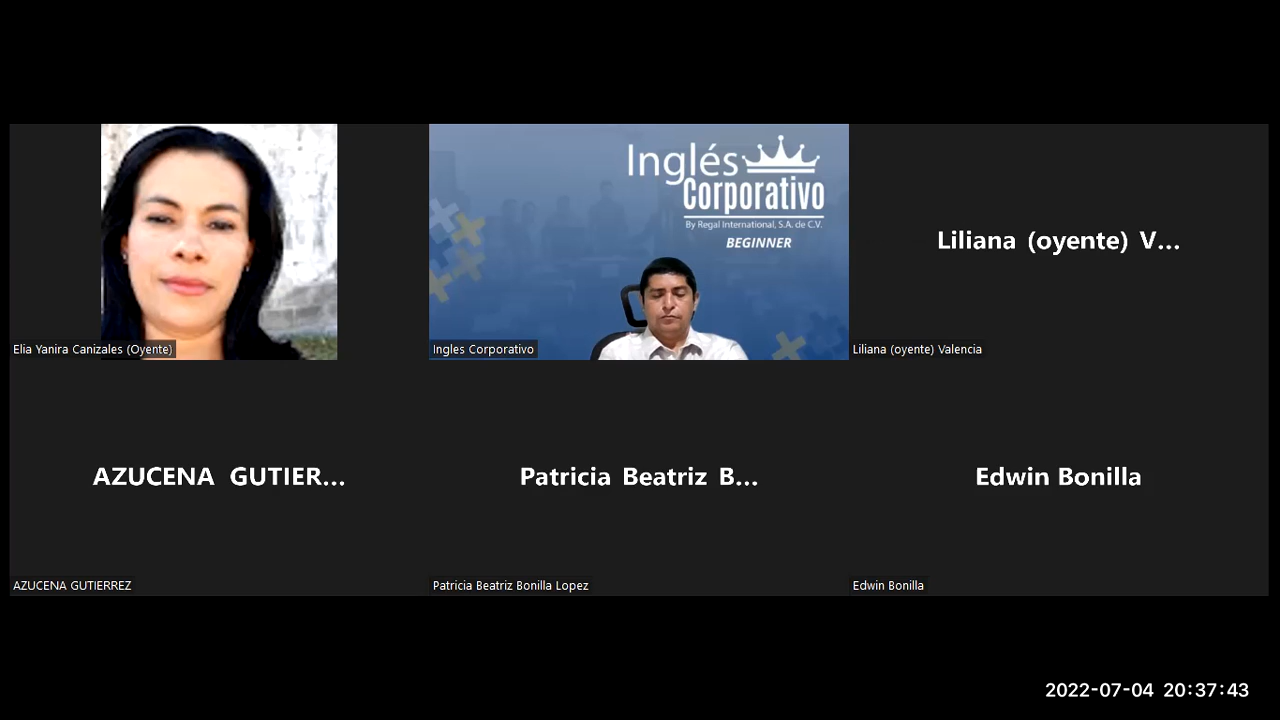 Inglés
Corporativo
By Regal International, S.A. de C.V.
BEGINNER
Liliana (oyente) V...
Elia Yanira Canizales (Oyente)
Ingles Corporativo
Liliana (oyente) Valencia
AZUCENA GUTIER...
Patricia Beatriz B...
Edwin Bonilla
AZUCENA GUTIERREZ
Patricia Beatriz Bonilla Lopez
Edwin Bonilla
2022-07-04 20:37:43